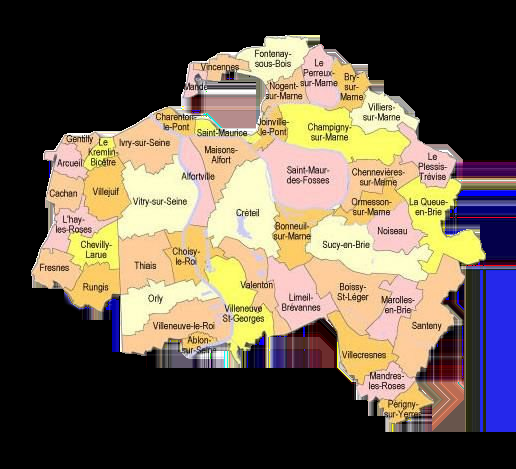 Fontenay-
sous-Bois
Vincennes
Le
Perreux-
sur-Marne
Bry-
sur-
Marne
Mandé
Nogent-
sur-Marne
Villiers-
sur-Marne
Charenton-
le-Pont
Saint-Maurice
Joinville-
le-Pont
Champigny-
sur-Marne
Gentilly
Le
Kremlin-
Bicêtre
Ivry-sur-Seine
Maisons-
Alfort
Arcueil
Le
Plessis-
Trévise
Cachan
Villejuif
Alfortville
Saint-Maur-
des-Fosses
Chennevières-
sur-Marne
Vitry-sur-Seine
Ormesson-
sur-Marne
La Queue-
en-Brie
L'hay-
les-Roses
Créteil
Bonneuil-
sur-Marne
Noiseau
Chevilly-
Larue
Sucy-en-Brie
Fresnes
Thiais
Choisy-
le-Roi
Rungis
Valenton
Boissy-
St-Léger
Orly
Villeneuve
St-Georges
Limeil-
Brévannes
Marolles-
en-Brie
Villeneuve-le-Roi
Santeny
Ablon-
sur-Seine
Villecresnes
Mandres-
les-Roses
Périgny-
sur-Yerres